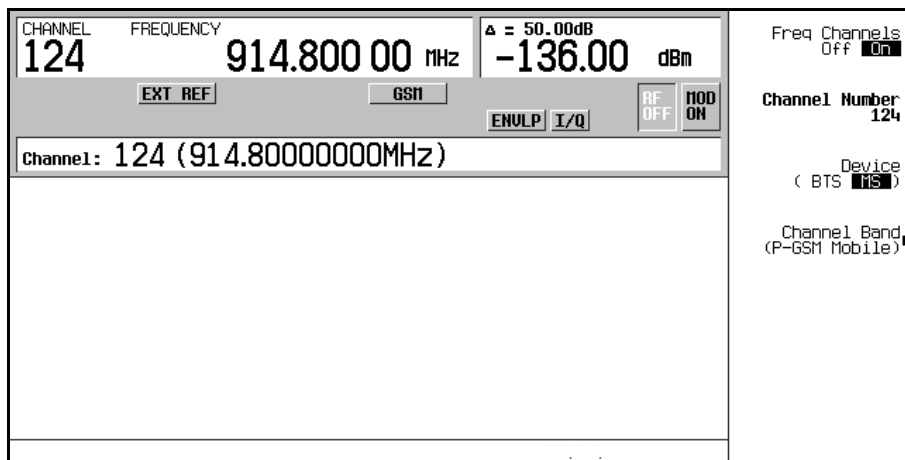 CHANNEL FREQUENCY
124 914.800 00 MHz
Δ = 50.00dB
-136.00 dBm
EXT REF GSM
ENVLP I/Q
RF OFF
MOD ON
Channel: 124 (914.80000000MHz)
Freq Channels
Off On
Channel Number
124
Device
( BTS MS )
Channel Band
(P-GSM Mobile)